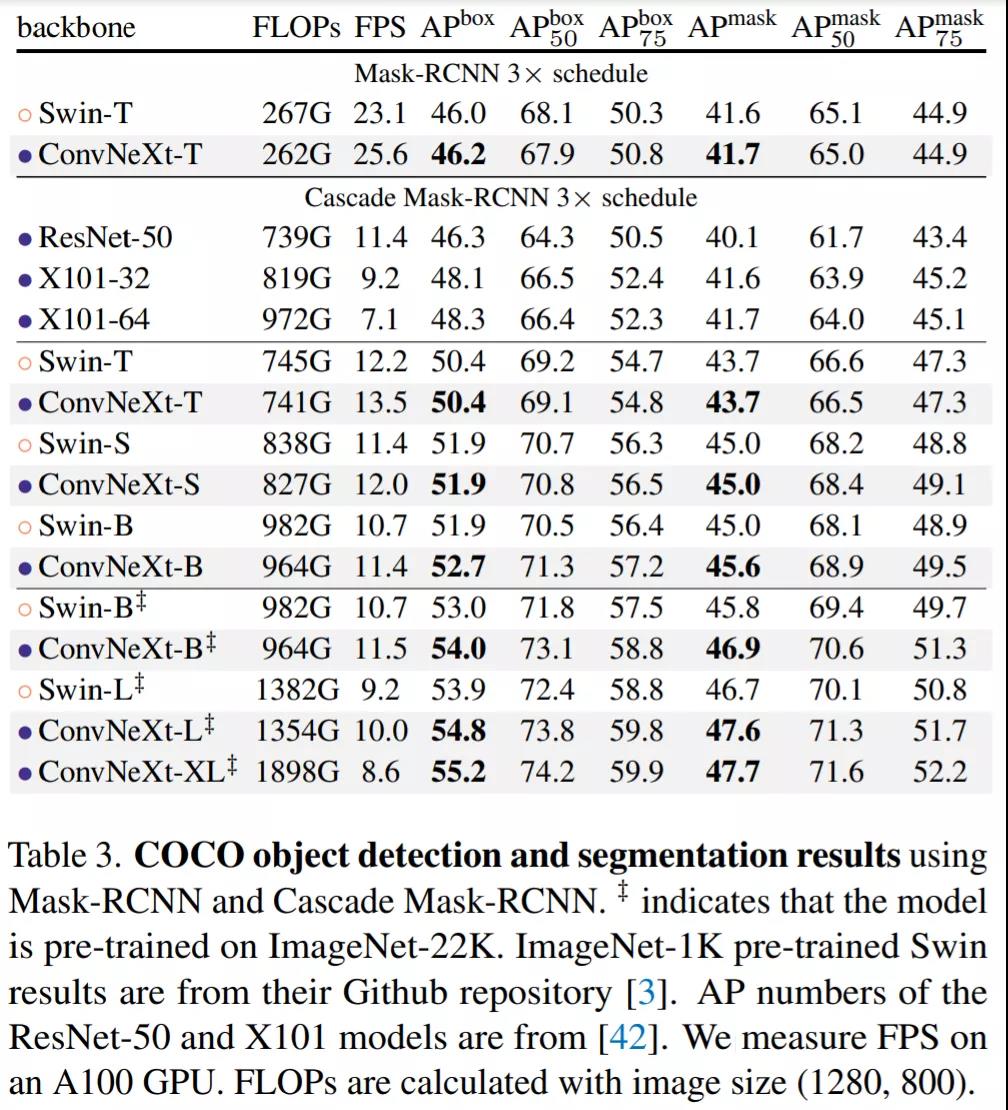 backbone FLOPs FPS AP^box AP^box_50 AP^box_75 AP^mask AP^mask_50 AP^mask_75
Mask-RCNN 3× schedule
○ Swin-T 267G 23.1 46.0 68.1 50.3 41.6 65.1 44.9
● ConvNeXt-T 262G 25.6 46.2 67.9 50.8 41.7 65.0 44.9
Cascade Mask-RCNN 3× schedule
● ResNet-50 739G 11.4 46.3 64.3 50.5 40.1 61.7 43.4
● X101-32 819G 9.2 48.1 66.5 52.4 41.6 63.9 45.2
● X101-64 972G 7.1 48.3 66.4 52.3 41.7 64.0 45.1
○ Swin-T 745G 12.2 50.4 69.2 54.7 43.7 66.6 47.3
● ConvNeXt-T 741G 13.5 50.4 69.1 54.8 43.7 66.5 47.3
○ Swin-S 838G 11.4 51.9 70.7 56.3 45.0 68.2 48.8
● ConvNeXt-S 827G 12.0 51.9 70.8 56.5 45.0 68.4 49.1
○ Swin-B 982G 10.7 51.9 70.5 56.4 45.0 68.1 48.9
● ConvNeXt-B 964G 11.4 52.7 71.3 57.2 45.6 68.9 49.5
○ Swin-B‡ 982G 10.7 53.0 71.8 57.5 45.8 69.4 49.7
● ConvNeXt-B‡ 964G 11.5 54.0 73.1 58.8 46.9 70.6 51.3
○ Swin-L‡ 1382G 9.2 53.9 72.4 58.8 46.7 70.1 50.8
● ConvNeXt-L‡ 1354G 10.0 54.8 73.8 59.8 47.6 71.3 51.7
● ConvNeXt-XL‡ 1898G 8.6 55.2 74.2 59.9 47.7 71.6 52.2
Table 3. COCO object detection and segmentation results using
Mask-RCNN and Cascade Mask-RCNN. ‡ indicates that the model
is pre-trained on ImageNet-22K. ImageNet-1K pre-trained Swin
results are from their Github repository [3]. AP numbers of the
ResNet-50 and X101 models are from [42]. We measure FPS on
an A100 GPU. FLOPs are calculated with image size (1280, 800).